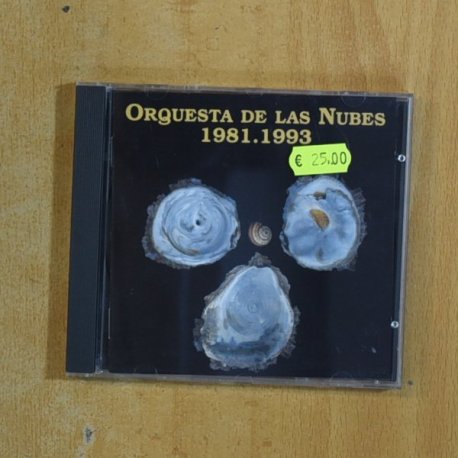 ORQUESTA DE LAS NUBES
1981.1993
€ 25.00